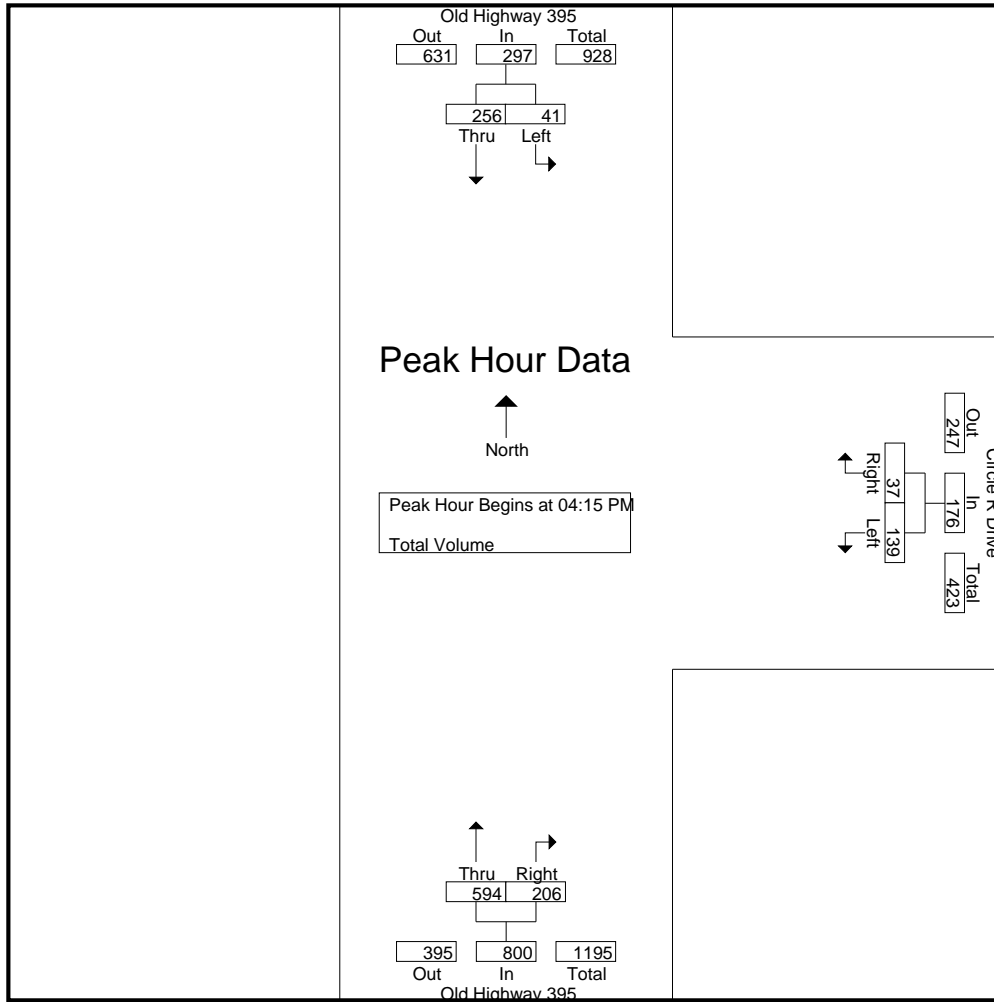 Old Highway 395
Out In Total
631 297 928
256 41
Thru Left
Peak Hour Data
North
Peak Hour Begins at 04:15 PM
Total Volume
Circle R Drive
Out In Total
247 176 423
37 139
Right Left
Thru Right
594 206
395 800 1195
Out In Total
Old Highway 395